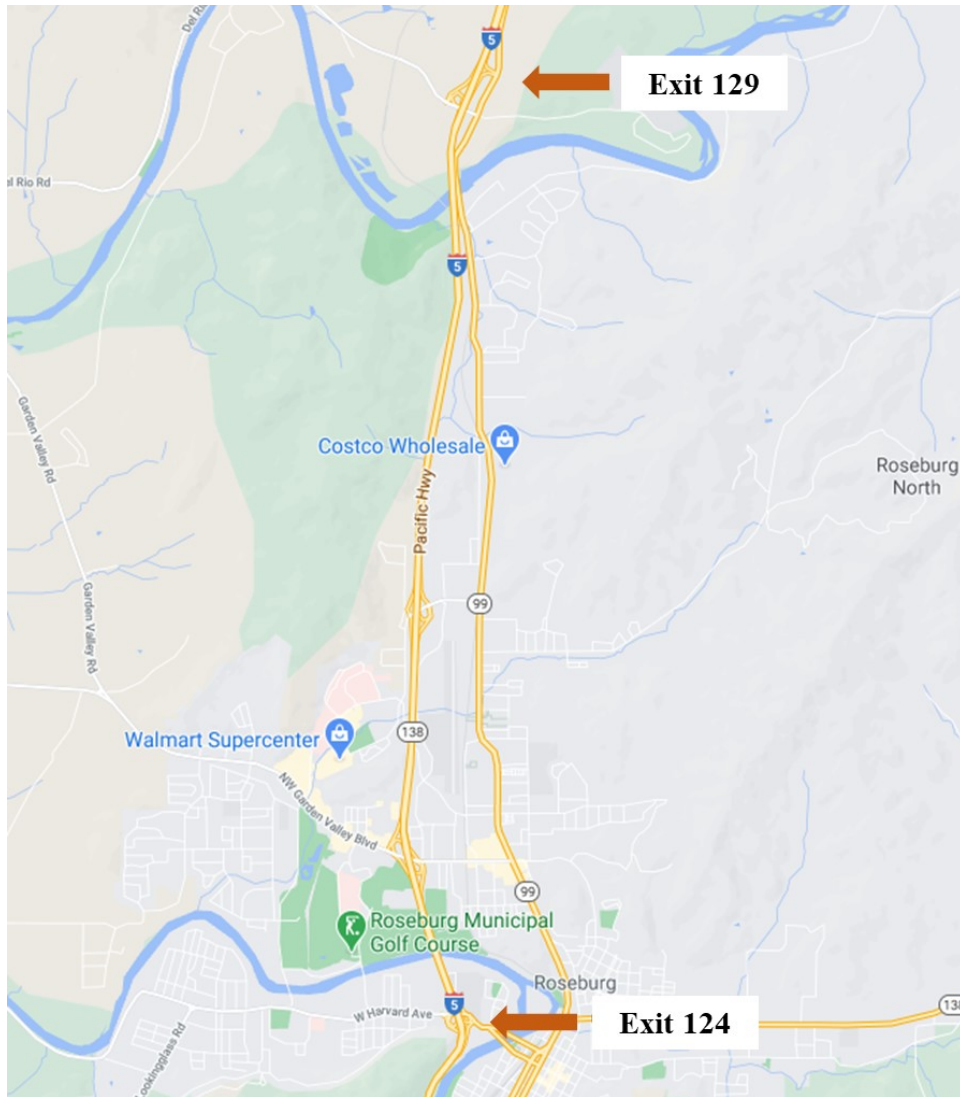 Del Rio
5
Exit 129
al Rio Rd
5
Garden Valley Rd
Costco Wholesale
Pacific Hwy
Roseburg
North
99
Garden Valley Rd
138
Walmart Supercenter
NW Garden Valley Blvd
99
Roseburg Municipal
Golf Course
Roseburg
5
W Harvard Ave
Exit 124
138
Lookingglass Rd